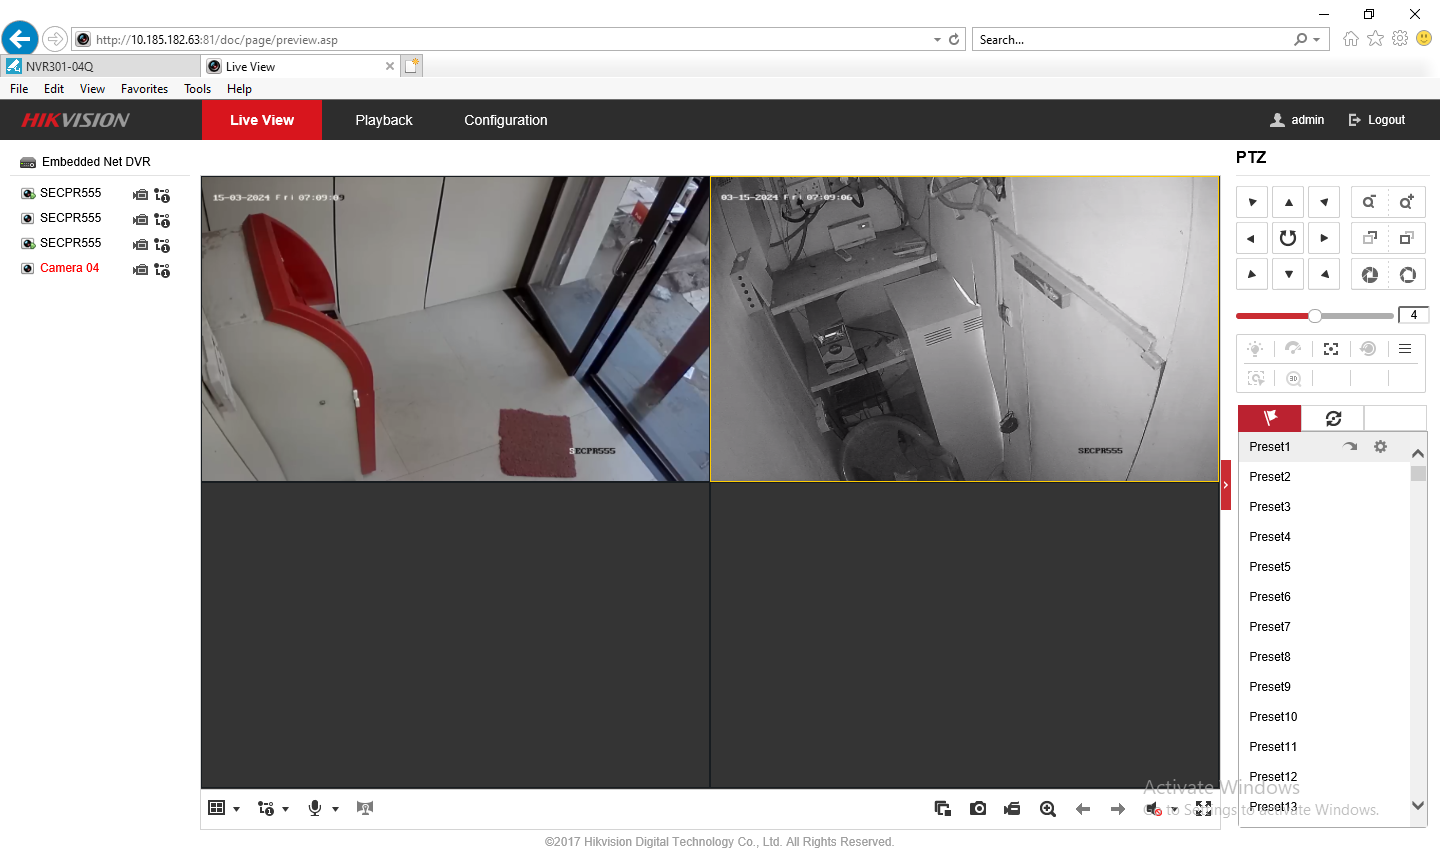 http://10.185.182.63:81/doc/page/preview.asp
Search...
NVR301-04Q
Live View
File Edit View Favorites Tools Help
HIKVISION
Live View
Playback
Configuration
admin
Logout
Embedded Net DVR
SECPR555
SECPR555
SECPR555
Camera 04
15-03-2024 Fri 07:09:09
SECPR555
03-15-2024 Fri 07:09:06
SECPR555
PTZ
4
3D
Preset1
Preset2
Preset3
Preset4
Preset5
Preset6
Preset7
Preset8
Preset9
Preset10
Preset11
Preset12
Preset13
Activate Windows
Go to Settings to activate Windows.
©2017 Hikvision Digital Technology Co., Ltd. All Rights Reserved.